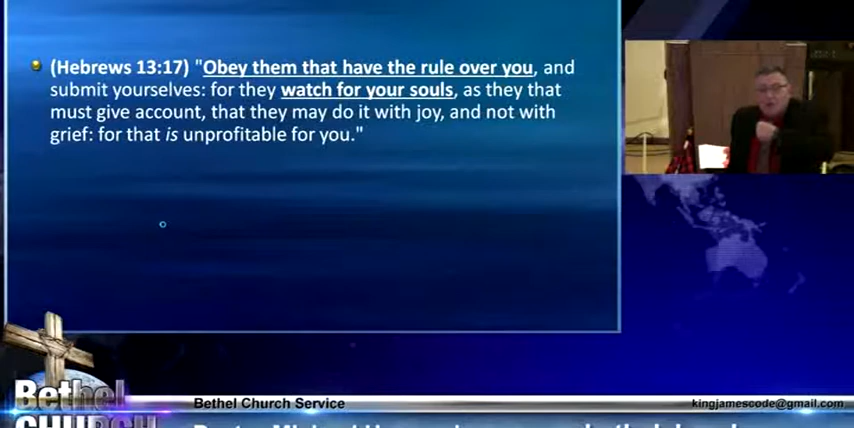 (Hebrews 13:17) "Obey them that have the rule over you, and
submit yourselves: for they watch for your souls, as they that
must give account, that they may do it with joy, and not with
grief: for that is unprofitable for you."
Bethel
CHURCH
Bethel Church Service
kingjamescode@gmail.com